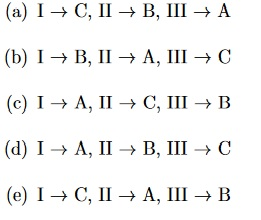 (a) I → C, II → B, III → A
(b) I → B, II → A, III → C
(c) I → A, II → C, III → B
(d) I → A, II → B, III → C
(e) I → C, II → A, III → B